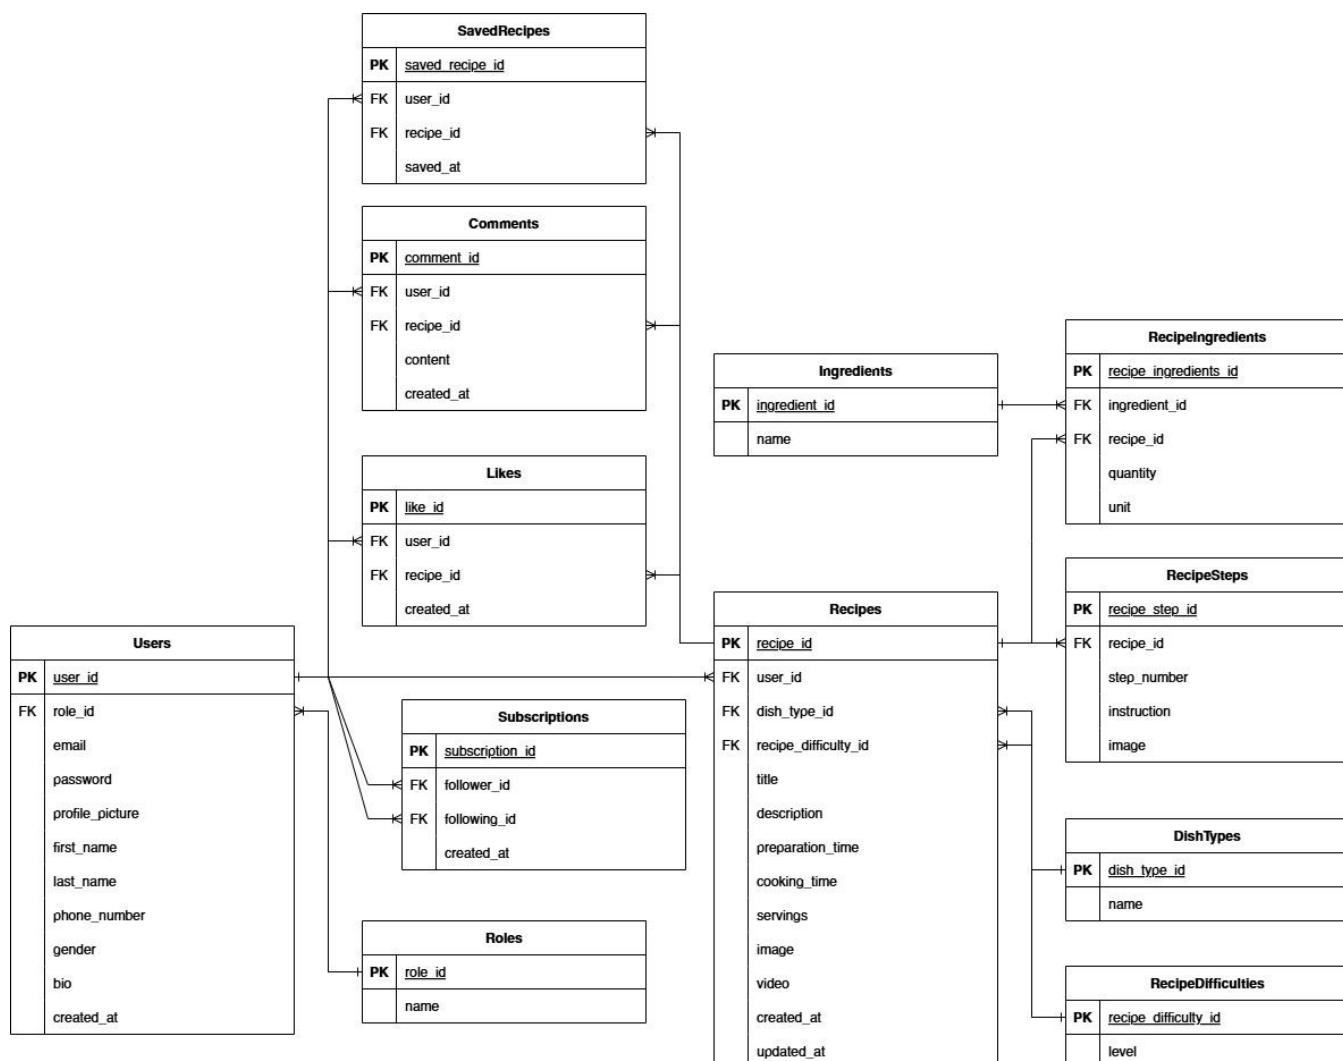 SavedRecipes
PK saved_recipe_id
FK user_id
FK recipe_id
saved_at
Comments
PK comment_id
FK user_id
FK recipe_id
content
created_at
Likes
PK like_id
FK user_id
FK recipe_id
created_at
Users
PK user_id
FK role_id
email
password
profile_picture
first_name
last_name
phone_number
gender
bio
created_at
Subscriptions
PK subscription_id
FK follower_id
FK following_id
created_at
Roles
PK role_id
name
Ingredients
PK ingredient_id
name
Recipes
PK recipe_id
FK user_id
FK dish_type_id
FK recipe_difficulty_id
title
description
preparation_time
cooking_time
servings
image
video
created_at
updated_at
RecipeIngredients
PK recipe_ingredients_id
FK ingredient_id
FK recipe_id
quantity
unit
RecipeSteps
PK recipe_step_id
FK recipe_id
step_number
instruction
image
DishTypes
PK dish_type_id
name
RecipeDifficulties
PK recipe_difficulty_id
level